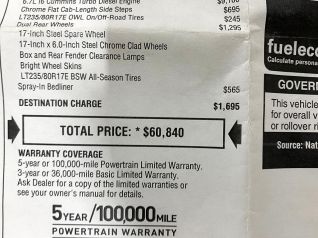 6.7L I6 Cummins Turbo Diesel Engine $9,100
Chrome Flat Cab-Length Side Steps $695
LT235/80R17E OWL On/Off-Road Tires $245
Dual Rear Wheels $1,295
17-Inch Steel Spare Wheel
17-Inch x 6.0-Inch Steel Chrome Clad Wheels
Box and Rear Fender Clearance Lamps
Bright Wheel Skins
LT235/80R17E BSW All-Season Tires
Spray-In Bedliner $565
DESTINATION CHARGE $1,695
TOTAL PRICE: * $60,840
WARRANTY COVERAGE
5-year or 100,000-mile Powertrain Limited Warranty.
3-year or 36,000-mile Basic Limited Warranty.
Ask Dealer for a copy of the limited warranties or
see your owner's manual for details.
5YEAR/100,000MILE
POWERTRAIN WARRANTY
fueleco
Calculate personal
GOVER
This vehicle
for overall v
or rollover ri
Source: Nat